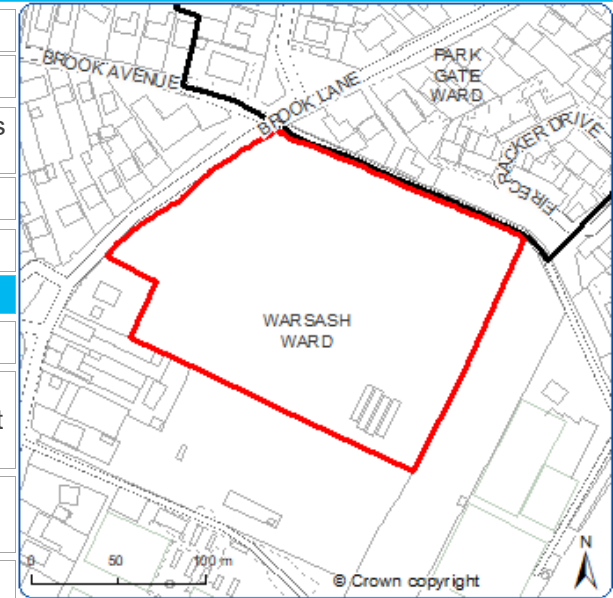 BROOK AVENUE
BROOK LANE
PARK
GATE
WARD
FIRECRACKER DRIVE
s
WARSASH
WARD
t
0 50 100 m
© Crown copyright
N